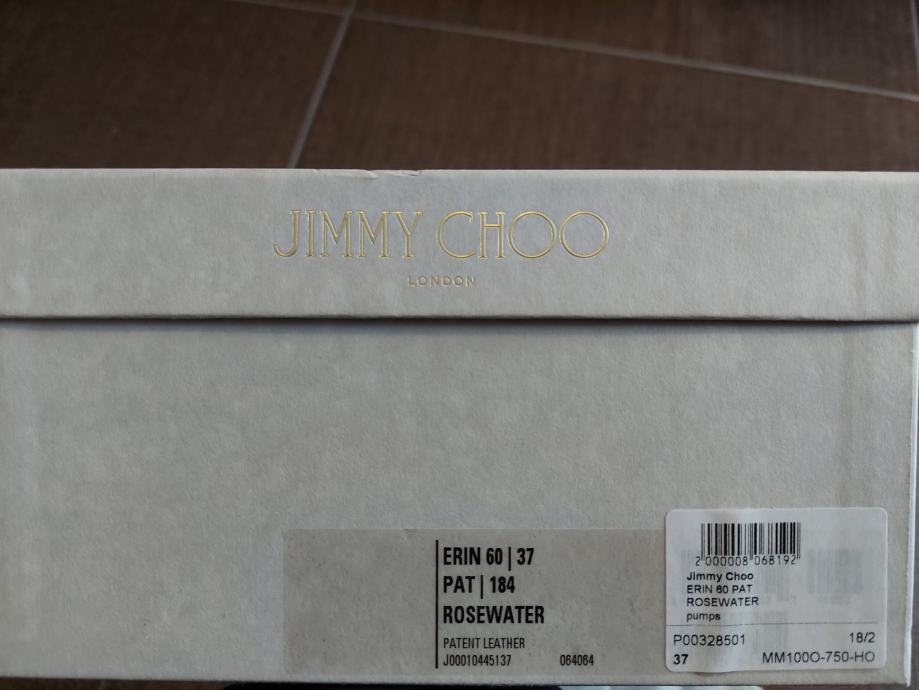 JIMMY CHOO
LONDON
ERIN 60 | 37
PAT | 184
ROSEWATER
PATENT LEATHER
J00010445137 064064
2 000008 068192
Jimmy Choo
ERIN 60 PAT
ROSEWATER
pumps
P00328501 18/2
37 MM100O-750-HO